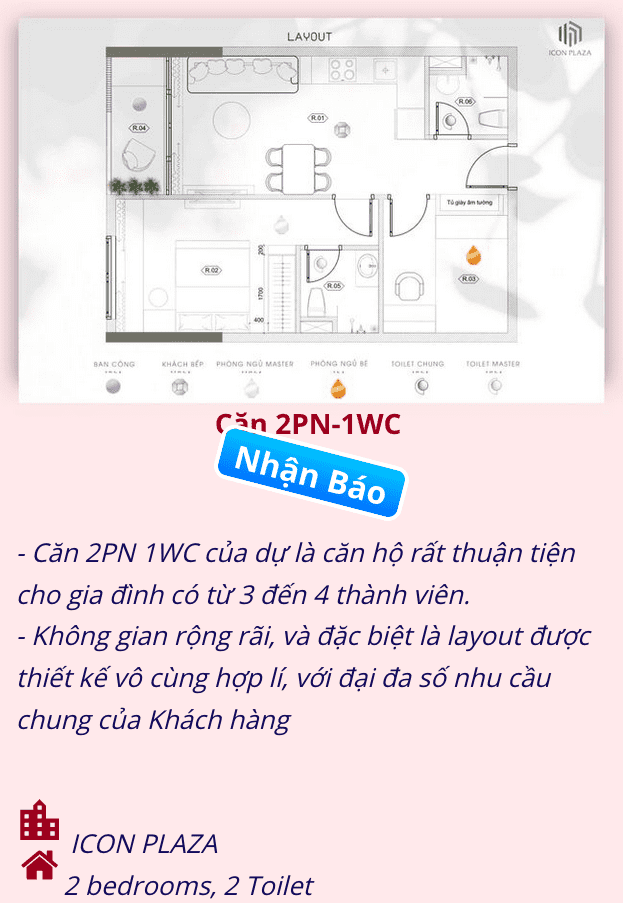 LAYOUT
ICON PLAZA
R.01
R.06
R.04
Tủ giày âm tường
R.02
200
1700
400
R.05
R.03
BAN CÔNG
KHÁCH BẾP
PHÒNG NGỦ MASTER
PHÒNG NGỦ BÉ
TOILET CHUNG
TOILET MASTER
Căn 2PN-1WC
Nhận Báo
- Căn 2PN 1WC của dự là căn hộ rất thuận tiện
cho gia đình có từ 3 đến 4 thành viên.
- Không gian rộng rãi, và đặc biệt là layout được
thiết kế vô cùng hợp lí, với đại đa số nhu cầu
chung của Khách hàng
ICON PLAZA
2 bedrooms, 2 Toilet